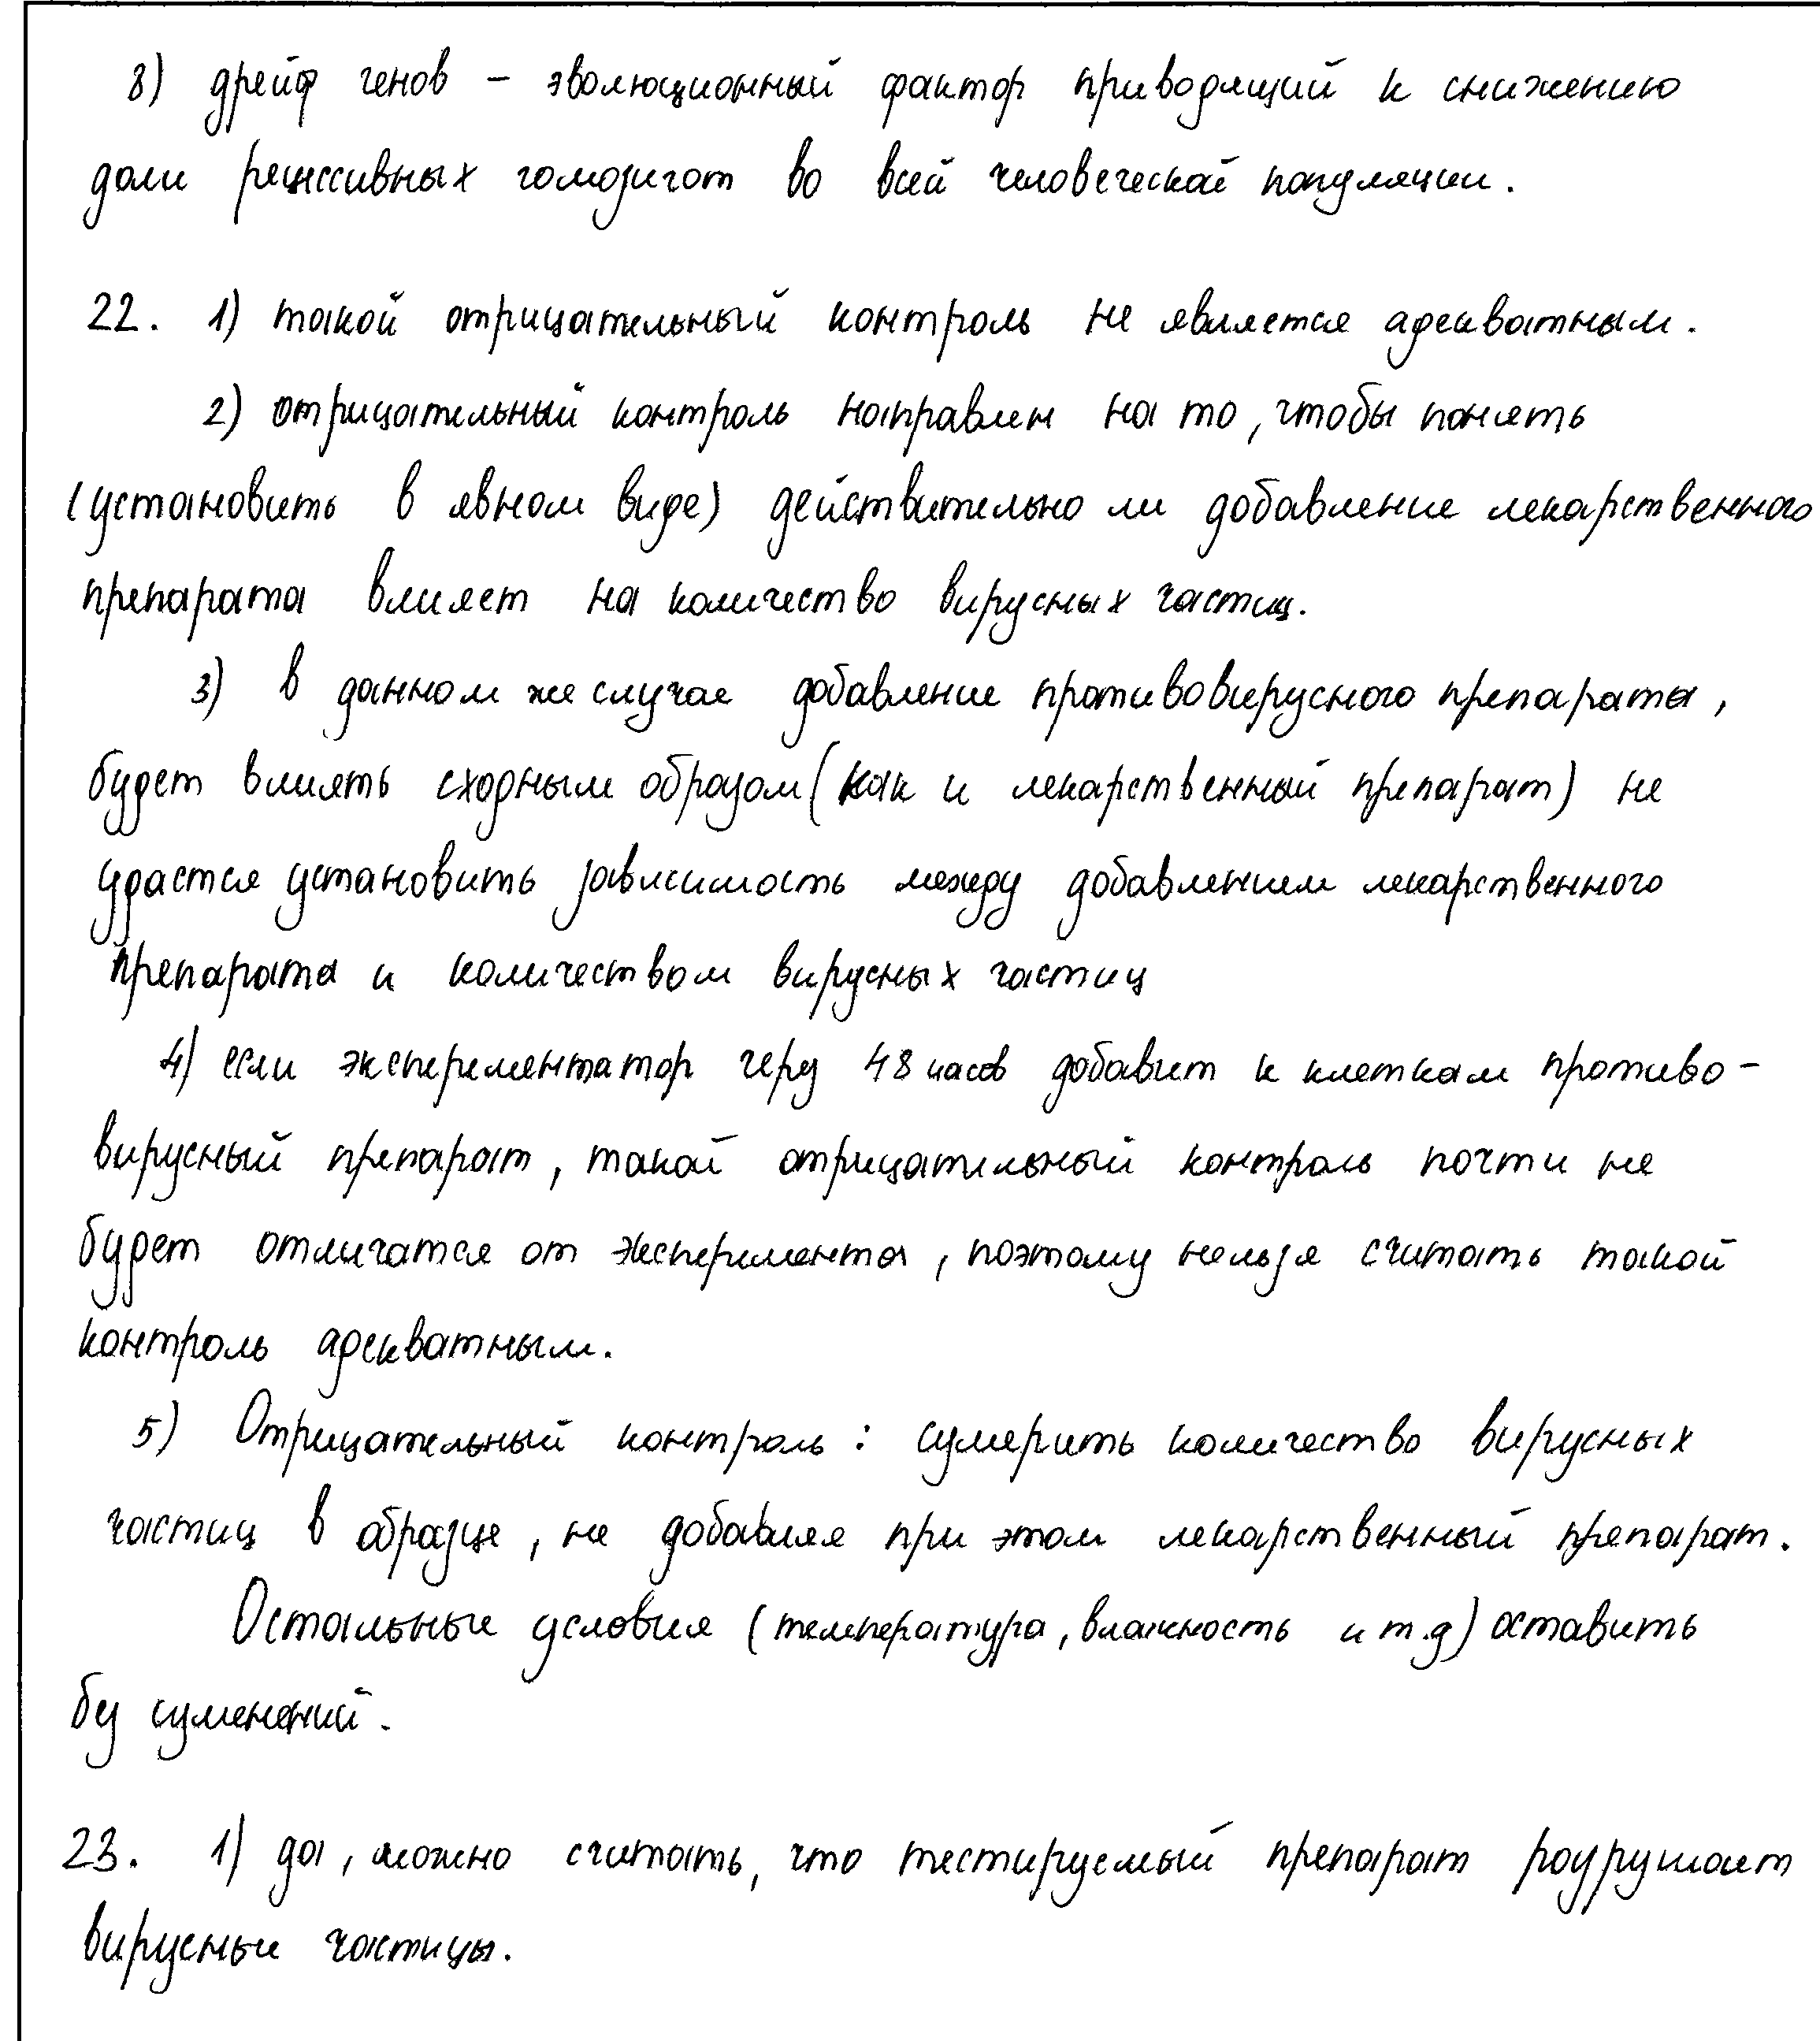 8) дрейф генов – эволюционный фактор приводящий к снижению
доли рецессивных гомозигот во всей человеческой популяции.
22. 1) такой отрицательный контроль не является адекватным.
2) отрицательный контроль направлен на то, чтобы понять
(установить в явном виде) действительно ли добавление лекарственного
препарата влияет на количество вирусных частиц.
3) в данном же случае добавление противовирусного препарата,
будет влиять сходным образом (как и лекарственный препарат) не
удастся установить зависимость между добавлением лекарственного
препарата и количеством вирусных частиц
4) если экспериментатор через 48 часов добавит к клеткам противо-
вирусный препарат, такой отрицательный контроль почти не
будет отличатся от эксперимента, поэтому нельзя считать такой
контроль адекватным.
5) Отрицательный контроль: измерить количество вирусных
частиц в образце, не добавляя при этом лекарственный препарат.
Остальные условия (температура, влажность и т.д) оставить
без изменений.
23. 1) да, можно считать, что тестируемый препарат разрушает
вирусные частицы.